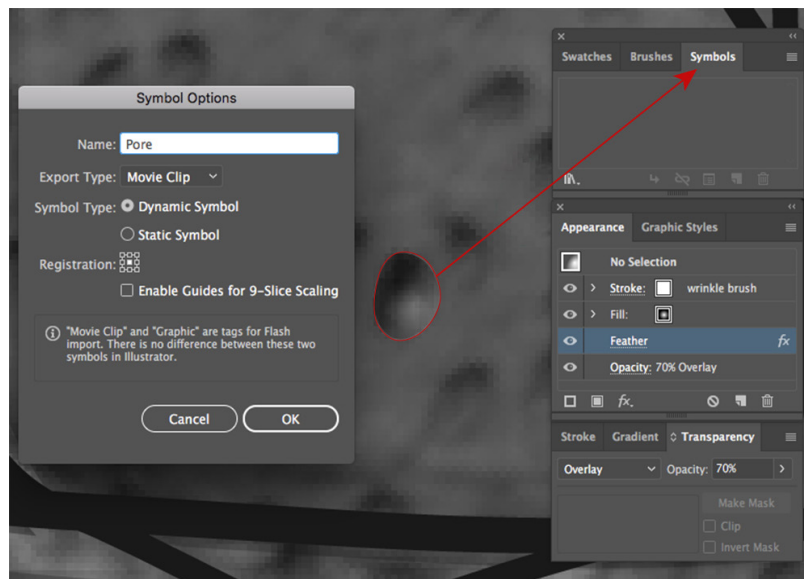 Symbol Options
Name: Pore
Export Type: Movie Clip
Symbol Type: Dynamic Symbol
Static Symbol
Registration:
Enable Guides for 9-Slice Scaling
"Movie Clip" and "Graphic" are tags for Flash
import. There is no difference between these two
symbols in Illustrator.
Cancel OK
Swatches Brushes Symbols
Appearance Graphic Styles
No Selection
Stroke: wrinkle brush
Fill:
Feather fx
Opacity: 70% Overlay
fx.
Stroke Gradient Transparency
Overlay Opacity: 70%
Make Mask
Clip
Invert Mask